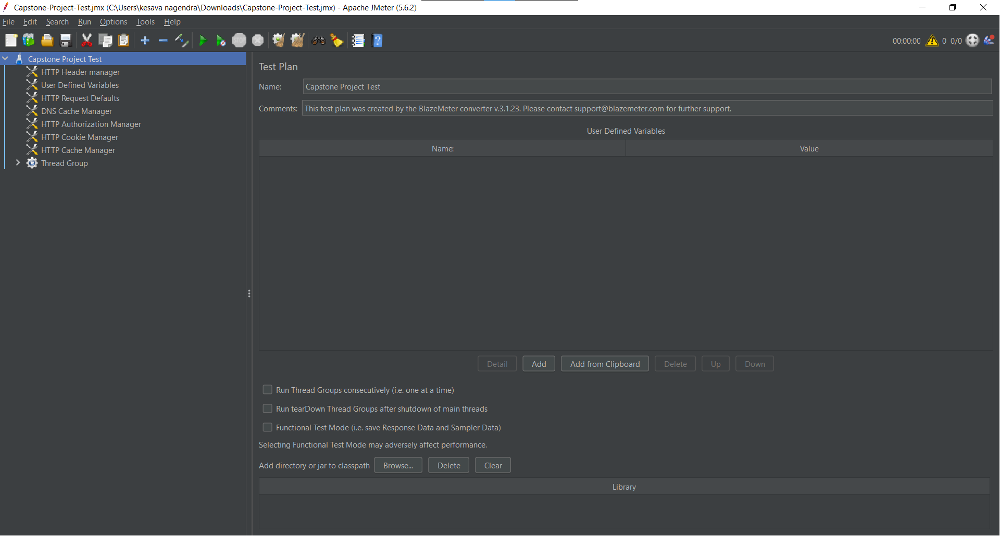 Capstone-Project-Test.jmx (C:\Users\kesava nagendra\Downloads\Capstone-Project-Test.jmx) - Apache JMeter (5.6.2)
File Edit Search Run Options Tools Help
STOP
00:00:00 0 0/0
Capstone Project Test
HTTP Header manager
User Defined Variables
HTTP Request Defaults
DNS Cache Manager
HTTP Authorization Manager
HTTP Cookie Manager
HTTP Cache Manager
Thread Group
Test Plan
Name: Capstone Project Test
Comments: This test plan was created by the BlazeMeter converter v.3.1.23. Please contact support@blazemeter.com for further support.
User Defined Variables
Name: Value
Detail Add Add from Clipboard Delete Up Down
Run Thread Groups consecutively (i.e. one at a time)
Run tearDown Thread Groups after shutdown of main threads
Functional Test Mode (i.e. save Response Data and Sampler Data)
Selecting Functional Test Mode may adversely affect performance.
Add directory or jar to classpath Browse... Delete Clear
Library